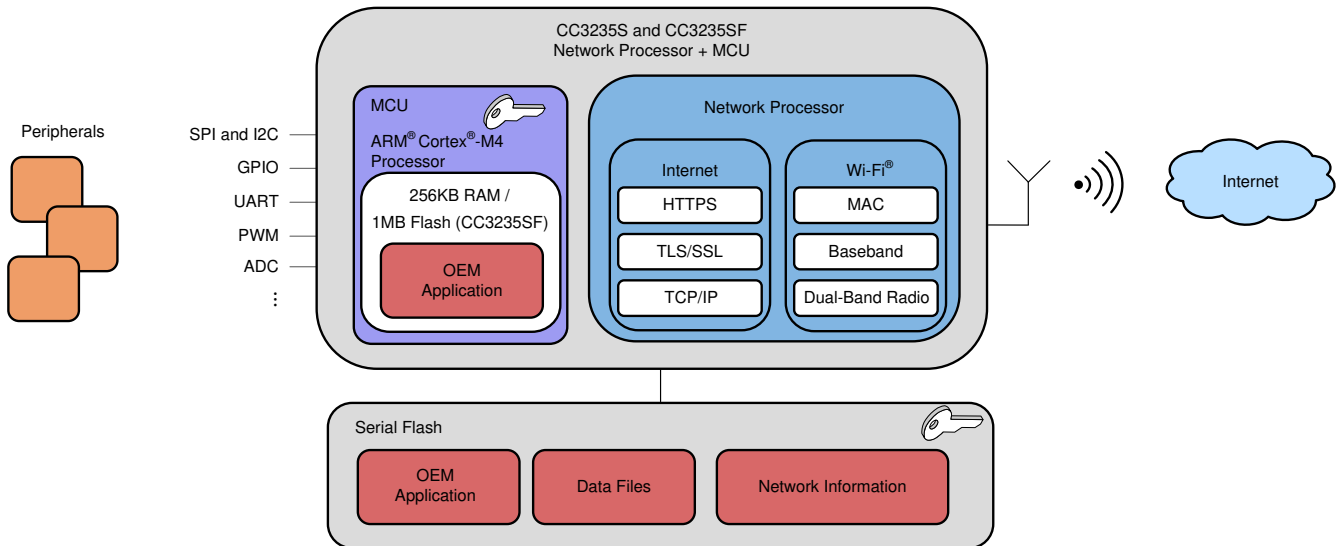 CC3235S and CC3235SF
Network Processor + MCU
MCU
ARM® Cortex®-M4
Processor
256KB RAM /
1MB Flash (CC3235SF)
OEM
Application
Network Processor
Internet
HTTPS
TLS/SSL
TCP/IP
Wi-Fi®
MAC
Baseband
Dual-Band Radio
Peripherals
SPI and I2C
GPIO
UART
PWM
ADC
Internet
Serial Flash
OEM
Application
Data Files
Network Information